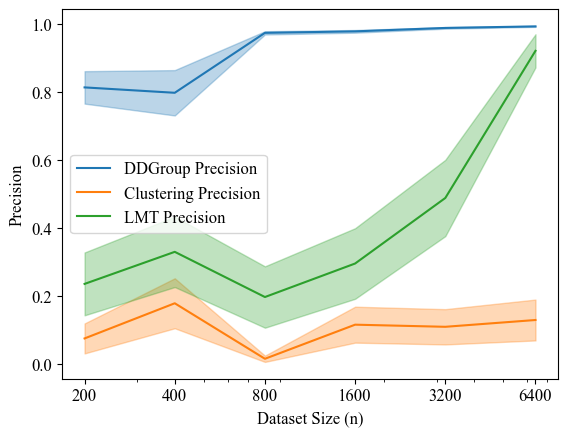 1.0
0.8
0.6
0.4
0.2
0.0
Precision
DDGroup Precision
Clustering Precision
LMT Precision
200 400 800 1600 3200 6400
Dataset Size (n)